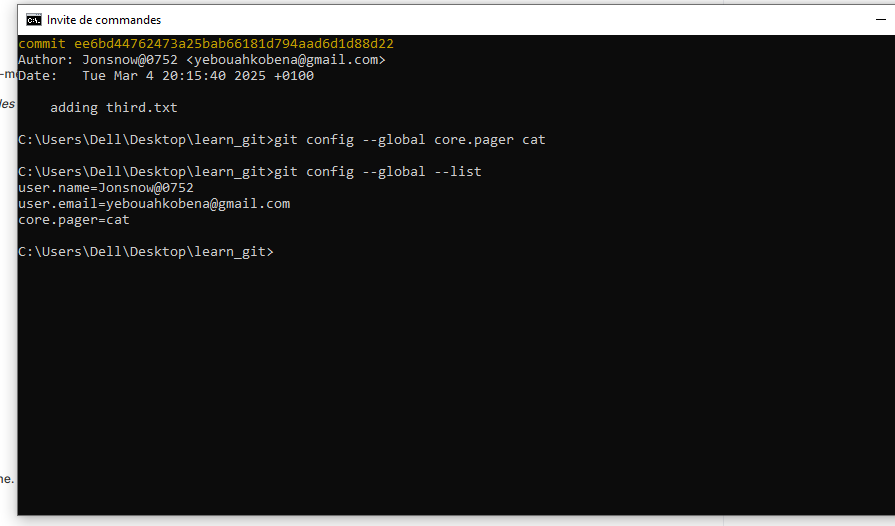 Invite de commandes
commit ee6bd44762473a25bab66181d794aad6d1d88d22
Author: Jonsnow@0752 <yebouahkobena@gmail.com>
Date:   Tue Mar 4 20:15:40 2025 +0100
adding third.txt
C:\Users\Dell\Desktop\learn_git>git config --global core.pager cat
C:\Users\Dell\Desktop\learn_git>git config --global --list
user.name=Jonsnow@0752
user.email=yebouahkobena@gmail.com
core.pager=cat
C:\Users\Dell\Desktop\learn_git>